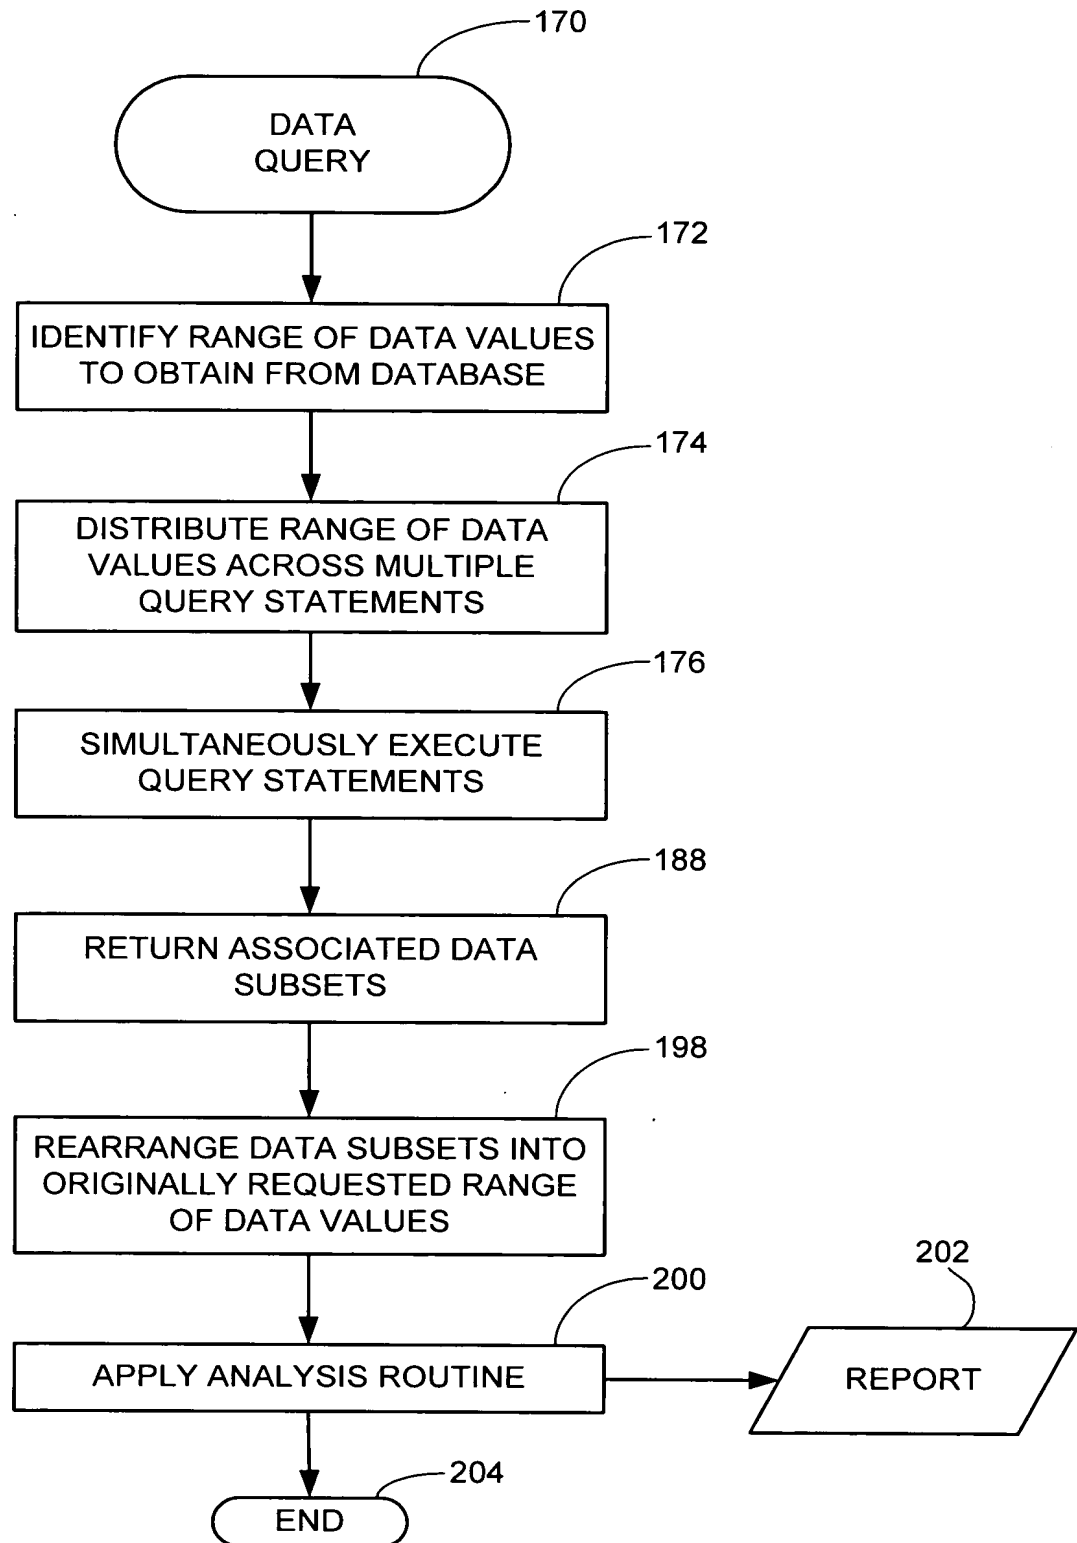 170
DATA
QUERY
172
IDENTIFY RANGE OF DATA VALUES
TO OBTAIN FROM DATABASE
174
DISTRIBUTE RANGE OF DATA
VALUES ACROSS MULTIPLE
QUERY STATEMENTS
176
SIMULTANEOUSLY EXECUTE
QUERY STATEMENTS
188
RETURN ASSOCIATED DATA
SUBSETS
198
REARRANGE DATA SUBSETS INTO
ORIGINALLY REQUESTED RANGE
OF DATA VALUES
200
APPLY ANALYSIS ROUTINE
202
REPORT
204
END